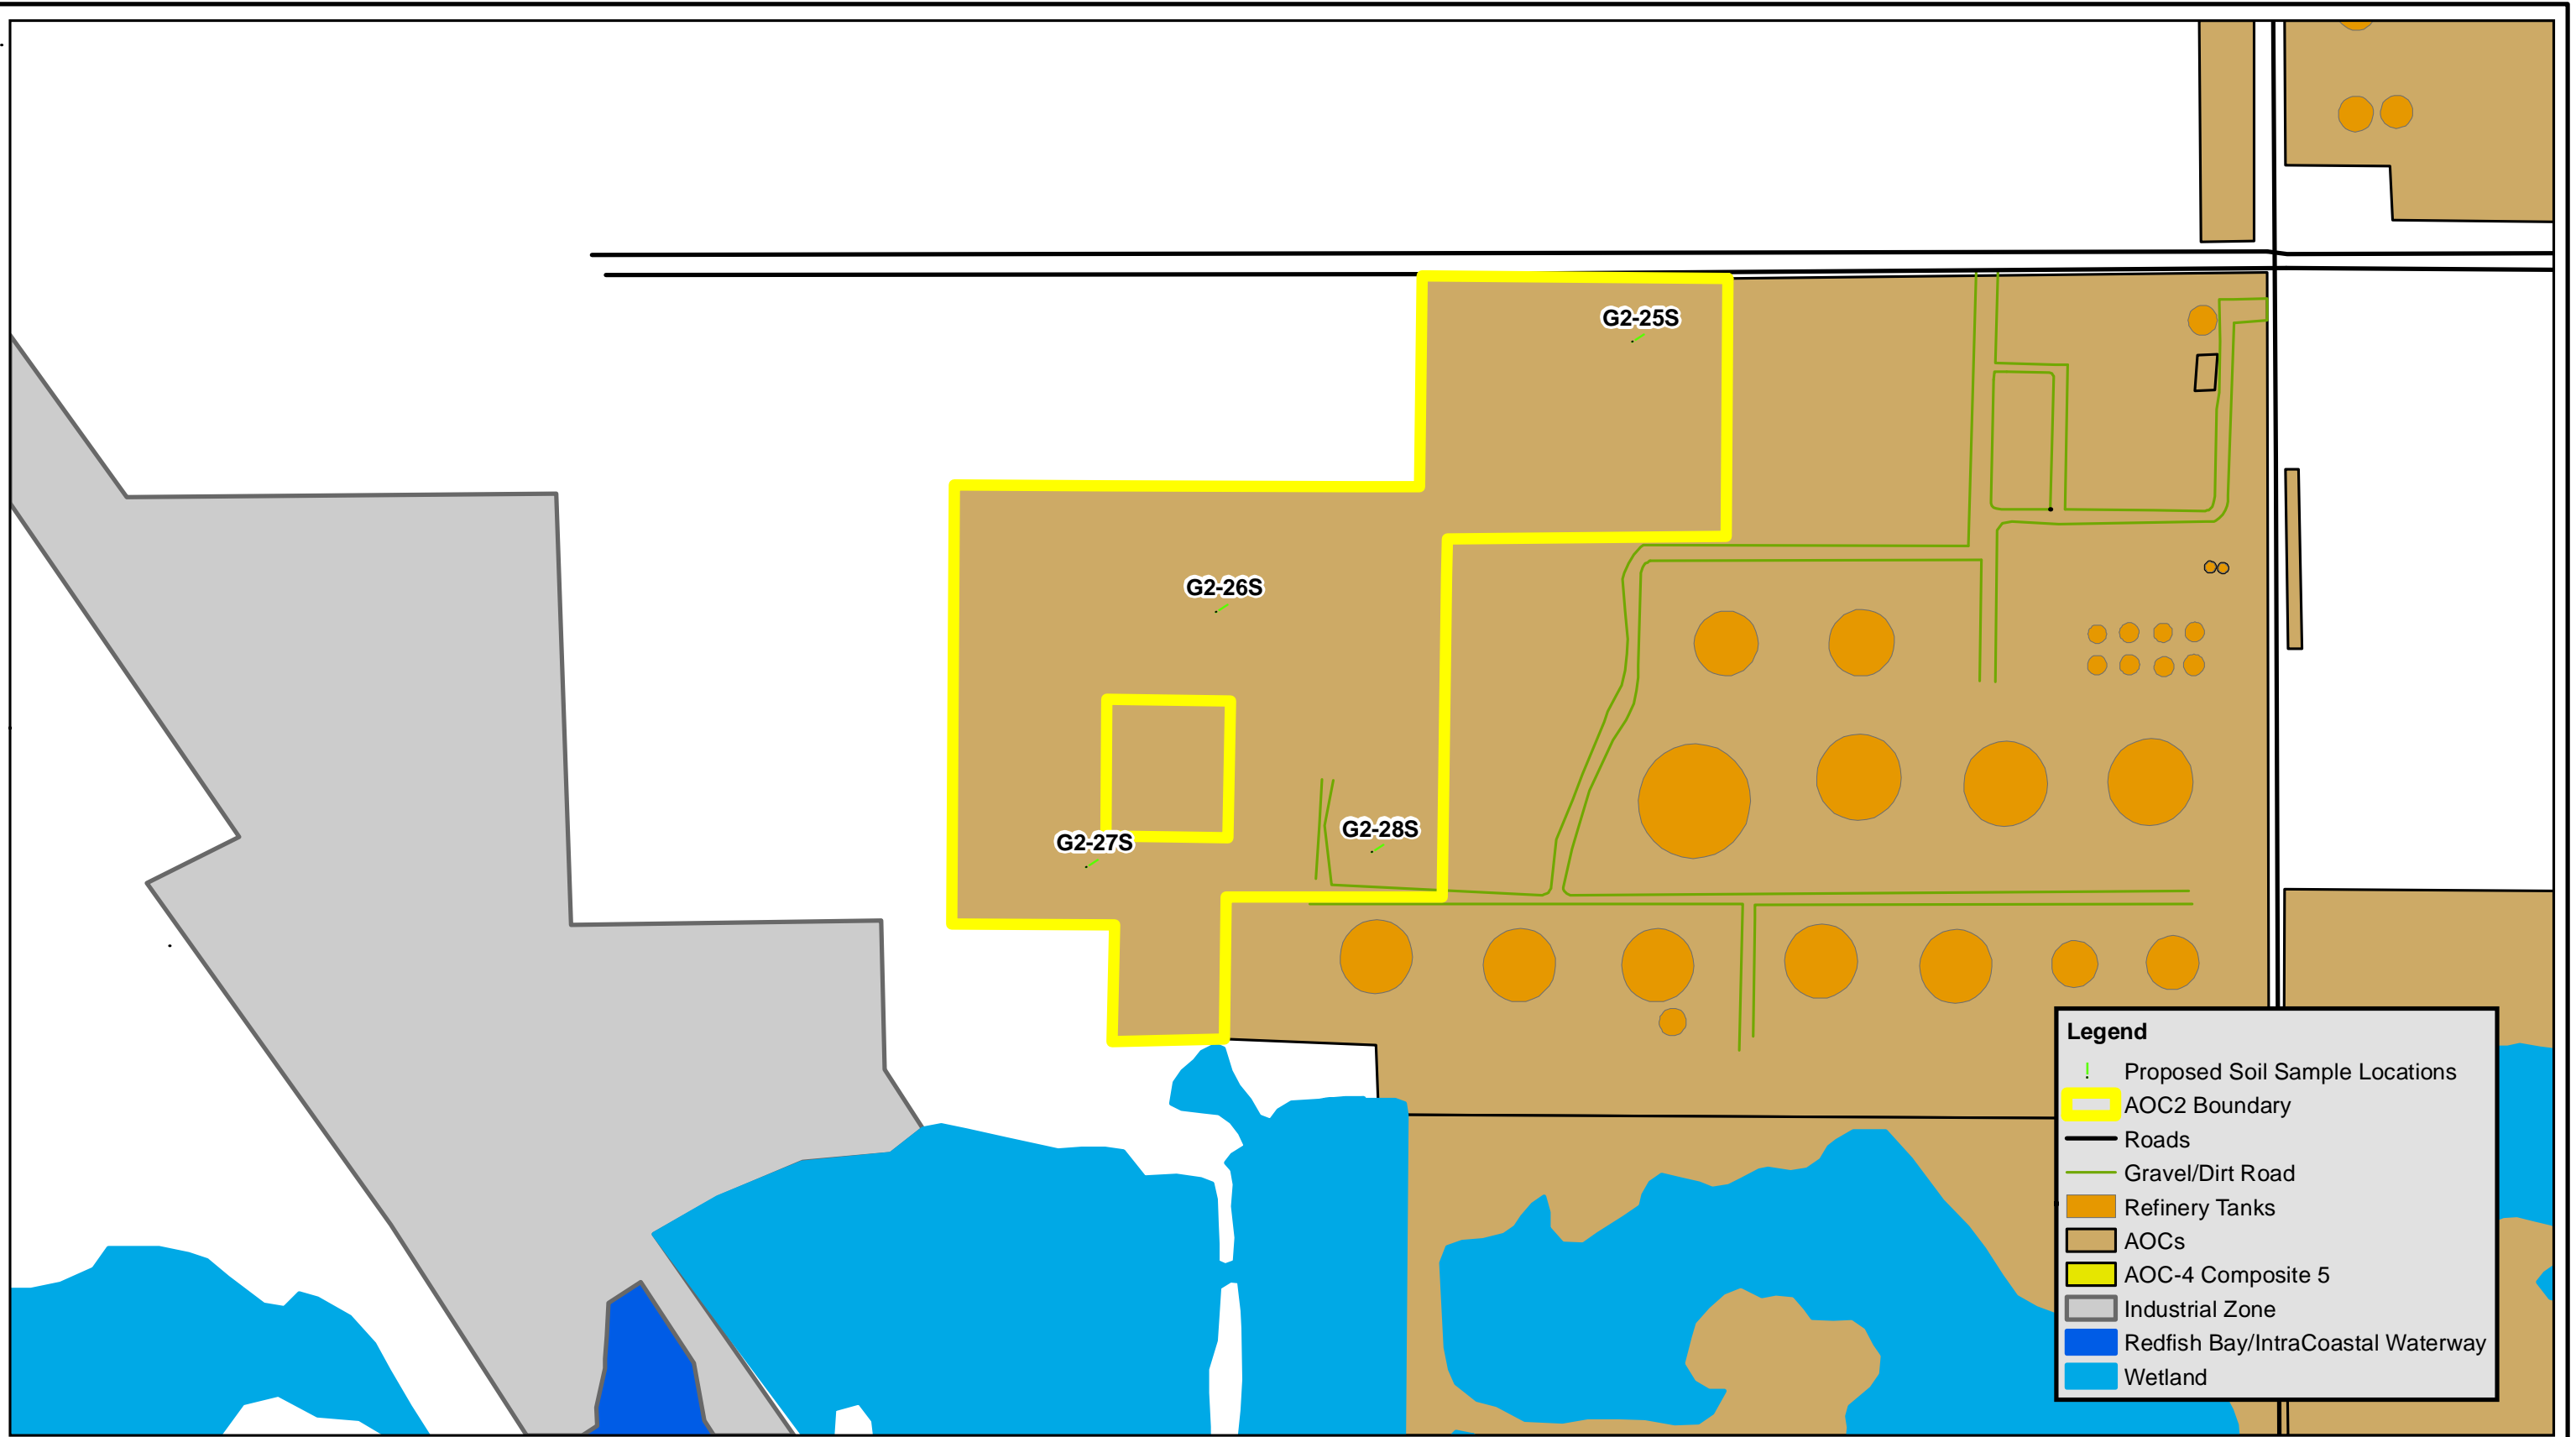 G2-25S
G2-26S
G2-28S
G2-27S
Legend
Proposed Soil Sample Locations
AOC2 Boundary
Roads
Gravel/Dirt Road
Refinery Tanks
AOCs
AOC-4 Composite 5
Industrial Zone
Redfish Bay/IntraCoastal Waterway
Wetland